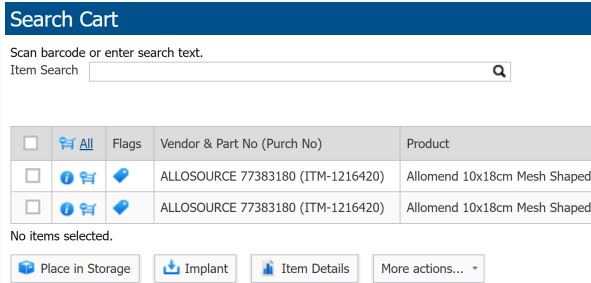 Search Cart
Scan barcode or enter search text.
Item Search
All Flags Vendor & Part No (Purch No) Product
ALLOSOURCE 77383180 (ITM-1216420) Allomend 10x18cm Mesh Shaped
ALLOSOURCE 77383180 (ITM-1216420) Allomend 10x18cm Mesh Shaped
No items selected.
Place in Storage Implant Item Details More actions...